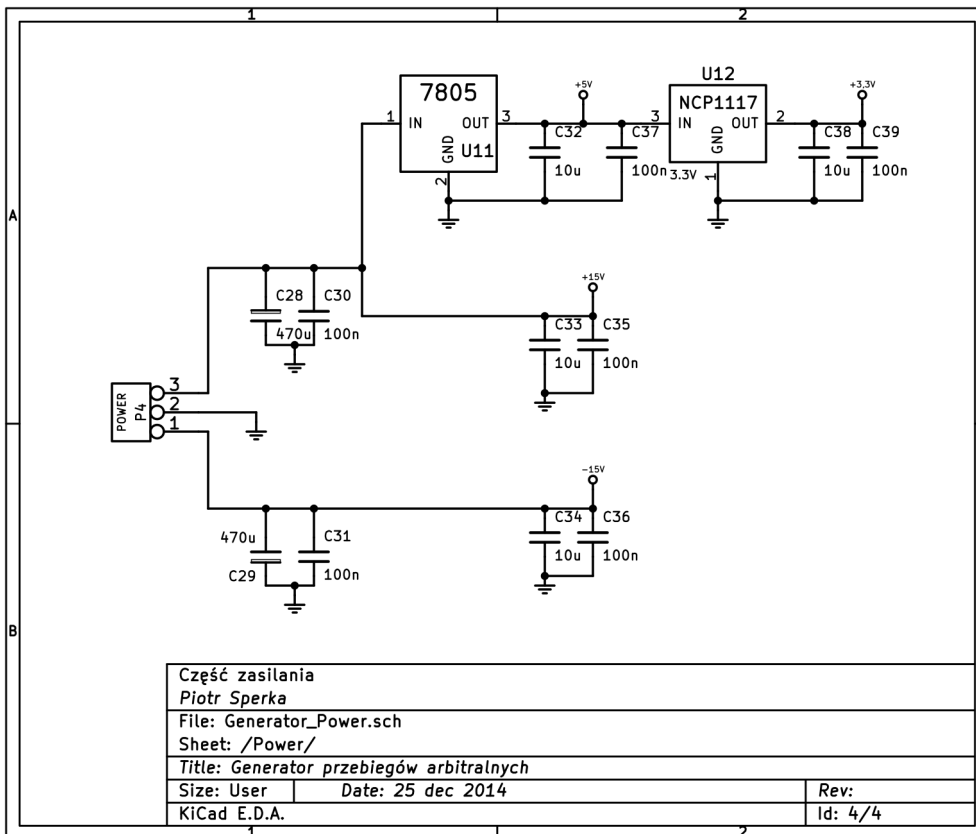 1 2
U12
7805
+5V
+3,3V
NCP1117
1 IN OUT 3
C32 C37
3 IN OUT 2
C38 C39
GND
U11
GND
10u 100n
10u 100n
2
3.3V
1
A
+15V
C28 C30
470u 100n
C33 C35
10u 100n
POWER
P4
3
2
1
-15V
470u
C31
C34 C36
C29
100n
10u 100n
B
Część zasilania
Piotr Sperka
File: Generator_Power.sch
Sheet: /Power/
Title: Generator przebiegów arbitralnych
Size: User Date: 25 dec 2014 Rev:
KiCad E.D.A. Id: 4/4
1 2